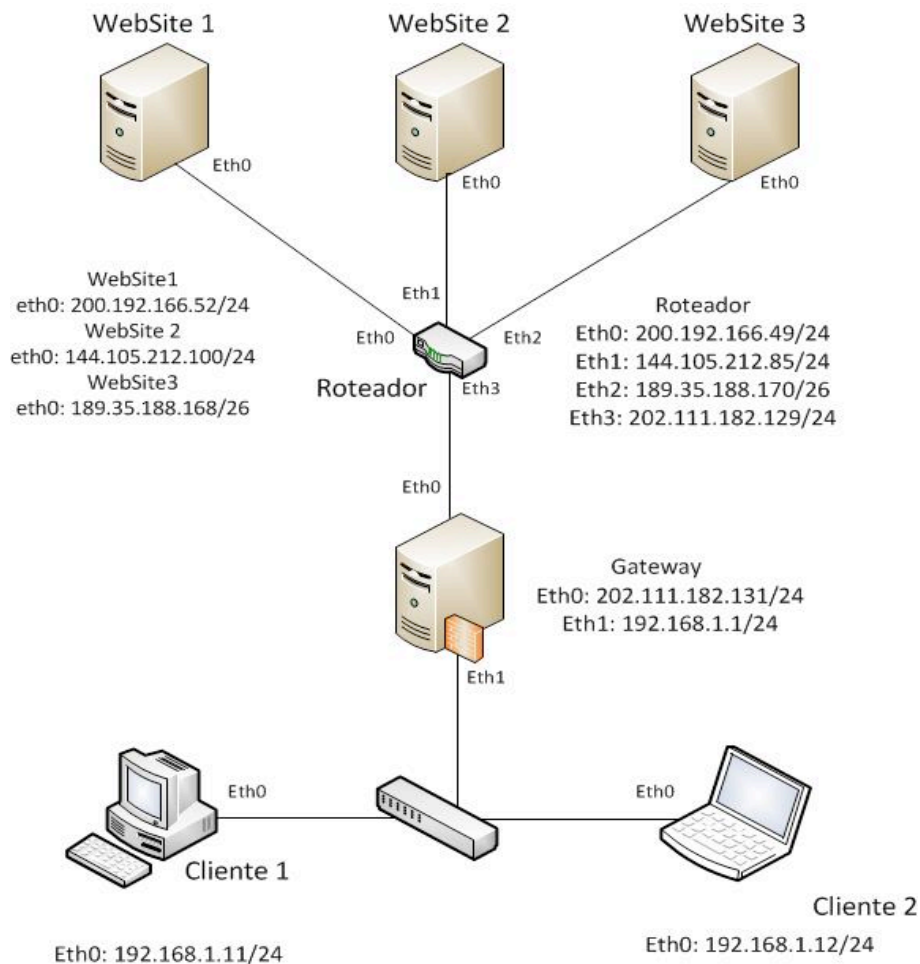 WebSite 1
WebSite 2
WebSite 3
Eth0
Eth0
Eth0
WebSite1
eth0: 200.192.166.52/24
WebSite 2
eth0: 144.105.212.100/24
WebSite3
eth0: 189.35.188.168/26
Eth1
Eth0
Eth2
Roteador
Eth3
Roteador
Eth0: 200.192.166.49/24
Eth1: 144.105.212.85/24
Eth2: 189.35.188.170/26
Eth3: 202.111.182.129/24
Eth0
Gateway
Eth0: 202.111.182.131/24
Eth1: 192.168.1.1/24
Eth1
Eth0
Eth0
Cliente 1
Cliente 2
Eth0: 192.168.1.11/24
Eth0: 192.168.1.12/24